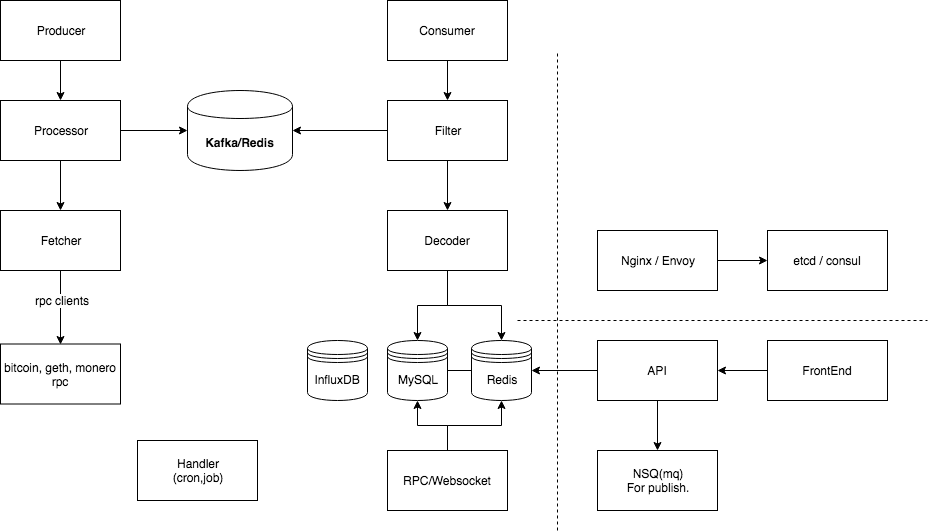 Producer
Consumer
Processor
Kafka/Redis
Filter
Fetcher
Decoder
Nginx / Envoy
etcd / consul
rpc clients
bitcoin, geth, monero
rpc
InfluxDB
MySQL
Redis
API
FrontEnd
Handler
(cron,job)
RPC/Websocket
NSQ(mq)
For publish.